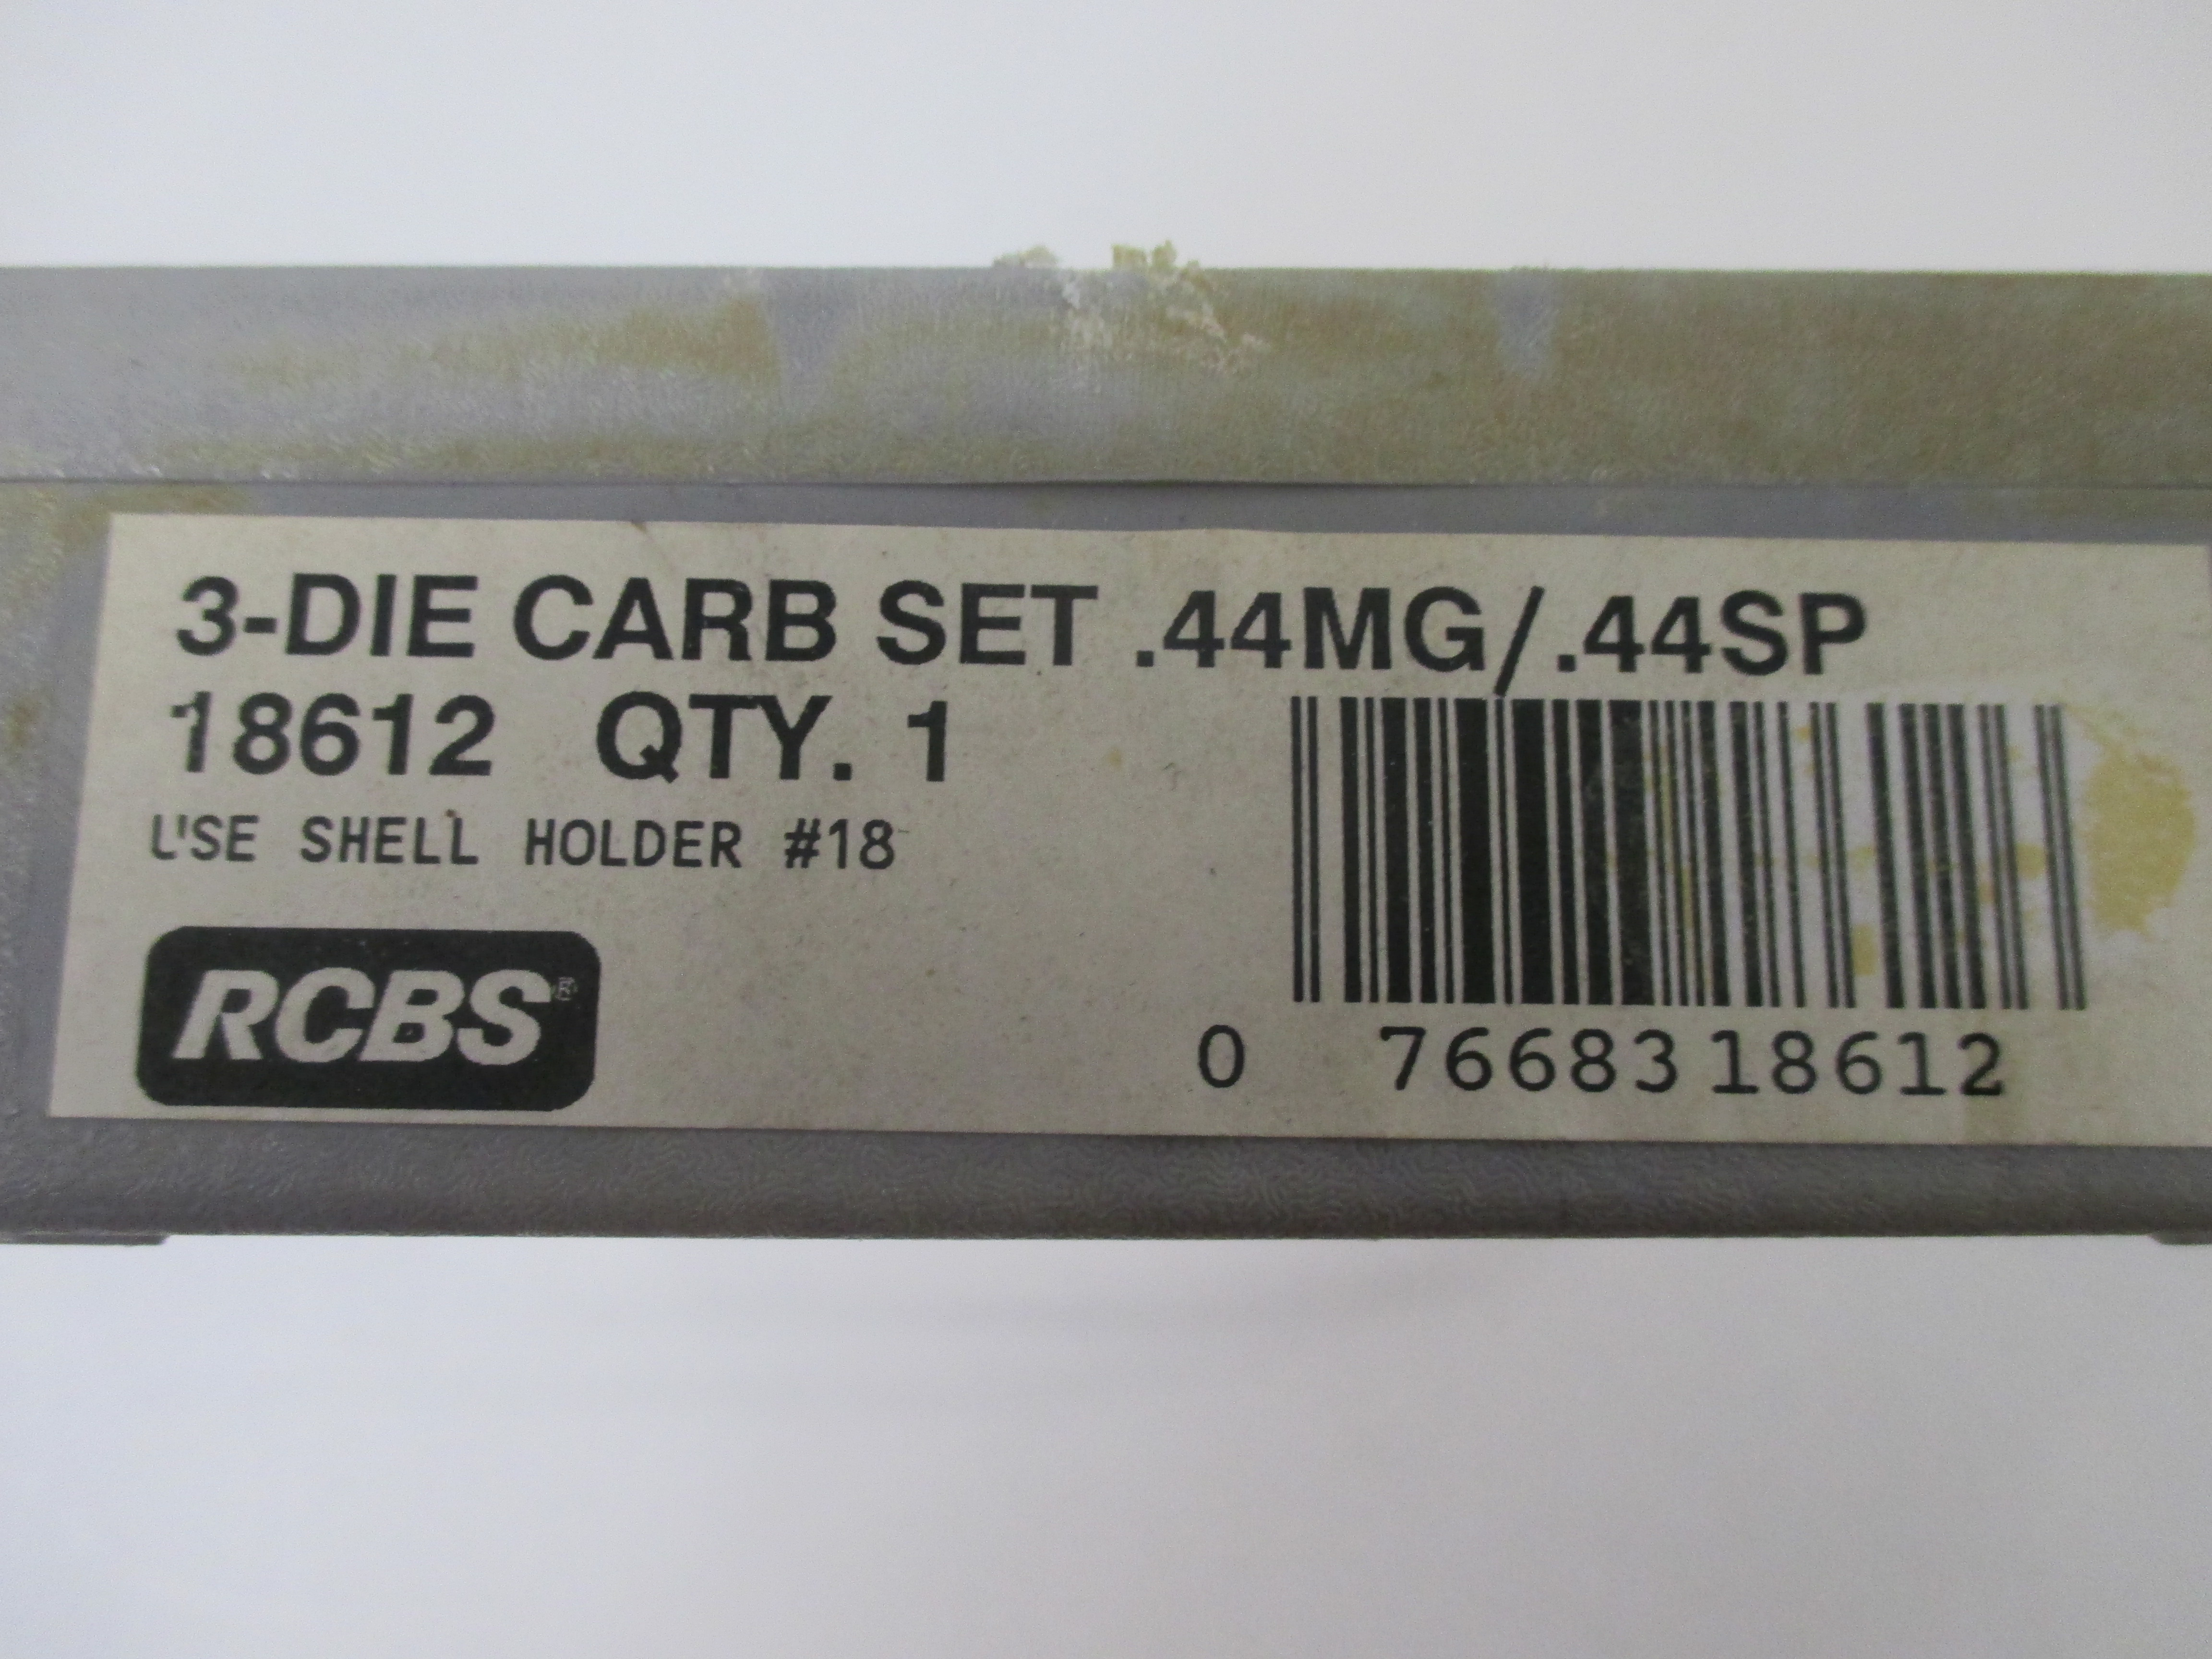 3-DIE CARB SET .44MG/.44SP
18612 QTY. 1
USE SHELL HOLDER #18
RCBS®
0 76683 18612